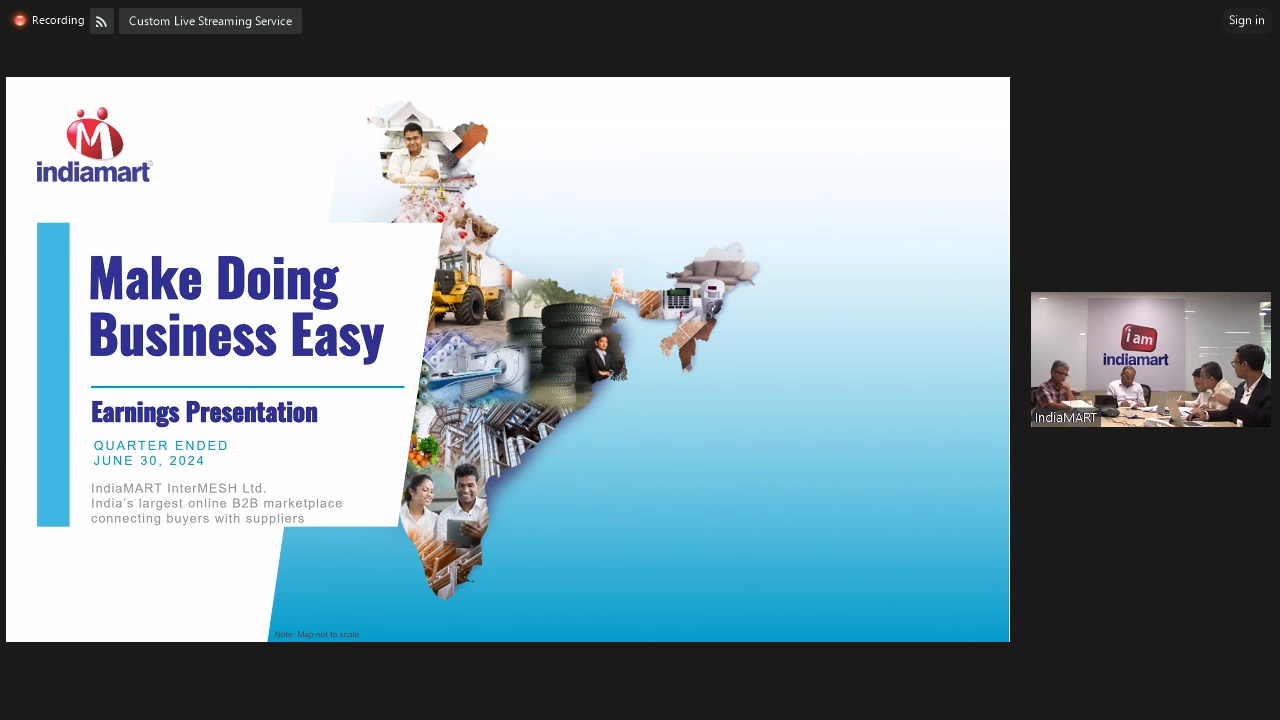 Recording
Custom Live Streaming Service
Sign in
indiamart
Make Doing
Business Easy
Earnings Presentation
QUARTER ENDED
JUNE 30, 2024
IndiaMART InterMESH Ltd.
India's largest online B2B marketplace
connecting buyers with suppliers
Note: Map not to scale
i am
indiamart
IndiaMART